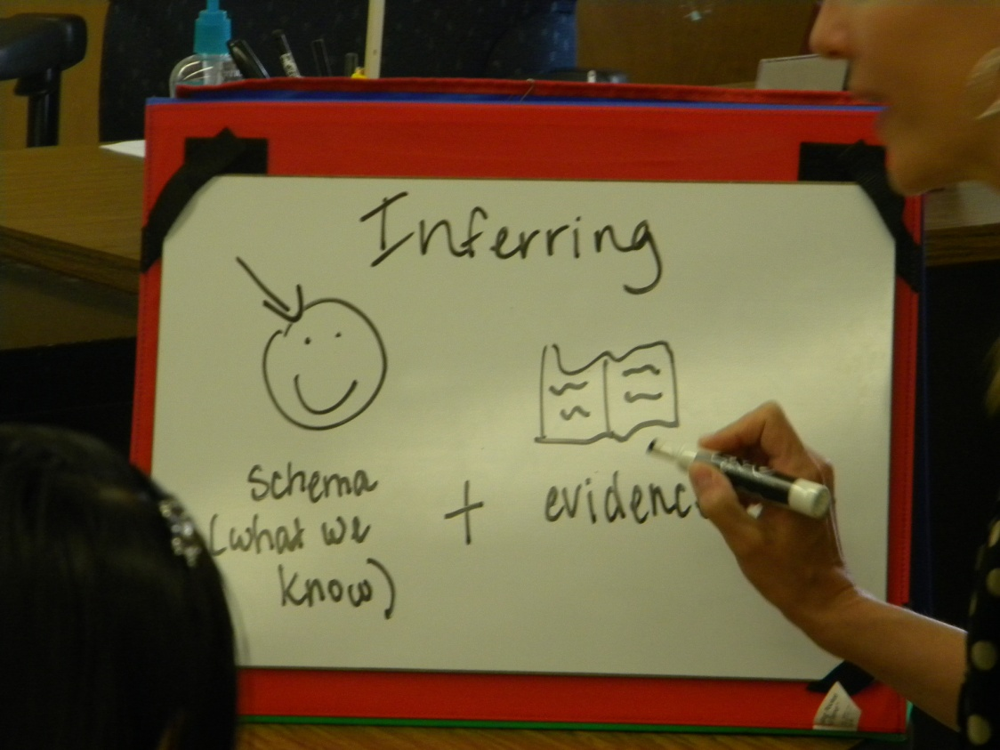 Inferring
schema + evidenc
(what we
know)